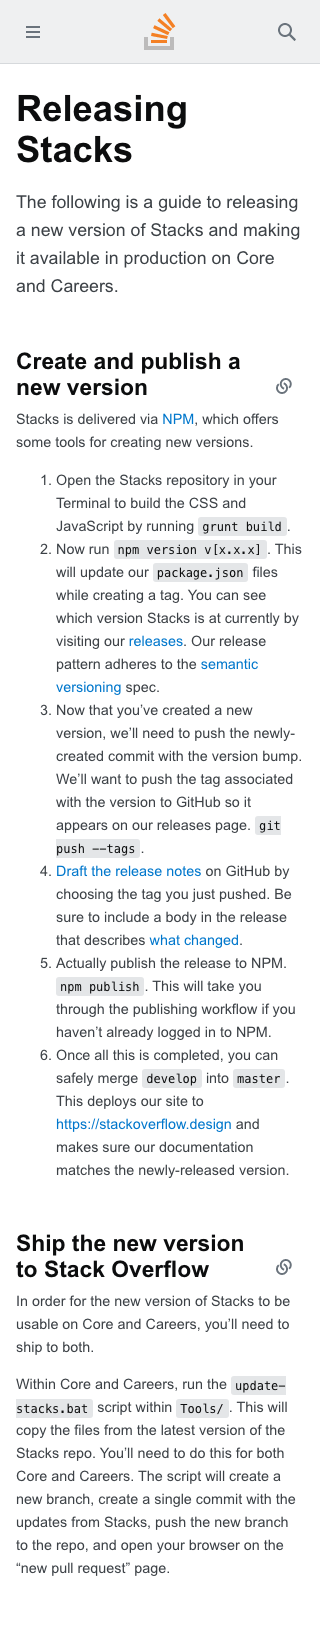 Releasing
Stacks
The following is a guide to releasing
a new version of Stacks and making
it available in production on Core
and Careers.
Create and publish a
new version
Stacks is delivered via NPM, which offers
some tools for creating new versions.
1. Open the Stacks repository in your
Terminal to build the CSS and
JavaScript by running grunt build.
2. Now run npm version v[x.x.x]. This
will update our package.json files
while creating a tag. You can see
which version Stacks is at currently by
visiting our releases. Our release
pattern adheres to the semantic
versioning spec.
3. Now that you’ve created a new
version, we’ll need to push the newly-
created commit with the version bump.
We’ll want to push the tag associated
with the version to GitHub so it
appears on our releases page. git
push --tags.
4. Draft the release notes on GitHub by
choosing the tag you just pushed. Be
sure to include a body in the release
that describes what changed.
5. Actually publish the release to NPM.
npm publish. This will take you
through the publishing workflow if you
haven’t already logged in to NPM.
6. Once all this is completed, you can
safely merge develop into master.
This deploys our site to
https://stackoverflow.design and
makes sure our documentation
matches the newly-released version.
Ship the new version
to Stack Overflow
In order for the new version of Stacks to be
usable on Core and Careers, you’ll need to
ship to both.
Within Core and Careers, run the update-
stacks.bat script within Tools/. This will
copy the files from the latest version of the
Stacks repo. You’ll need to do this for both
Core and Careers. The script will create a
new branch, create a single commit with the
updates from Stacks, push the new branch
to the repo, and open your browser on the
“new pull request” page.